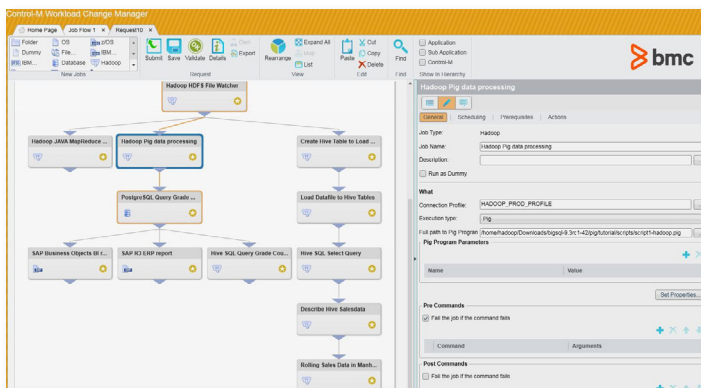 Control-M Workload Change Manager
Home Page Job Flow 1 × Request10 ×
Folder OS z/OS
Dummy File... IBM...
IBM... Database Hadoop
New Jobs
Submit Save Validate Details Export
Request
Rearrange Expand All Map List
View
Paste Cut Copy Delete
Edit
Find
Find
Application
Sub Application
Control-M
Show in Hierarchy
bmc
Hadoop HDFS File Watcher
Hadoop JAVA MapReduce ... Hadoop Pig data processing Create Hive Table to Load ...
PostgreSQL Query Grade ... Load Datafile to Hive Tables
SAP Business Objects BI r... SAP R3 ERP report Hive SQL Query Grade Cou... Hive SQL Select Query
Describe Hive Salesdata
Rolling Sales Data in Manh...
Hadoop Pig data processing
General Scheduling Prerequisites Actions
Job Type: Hadoop
Job Name: Hadoop Pig data processing
Description:
Run as Dummy
What
Connection Profile: HADOOP_PROD_PROFILE
Execution type: Pig
Full path to Pig Program /home/hadoop/Downloads/bigsql-9.3rc1-42/pig/tutorial/scripts/script1-hadoop.pig
Pig Program Parameters
Name Value
Set Properties...
Pre Commands
Fail the job if the command fails
Command Arguments
Post Commands
Fail the job if the command fails